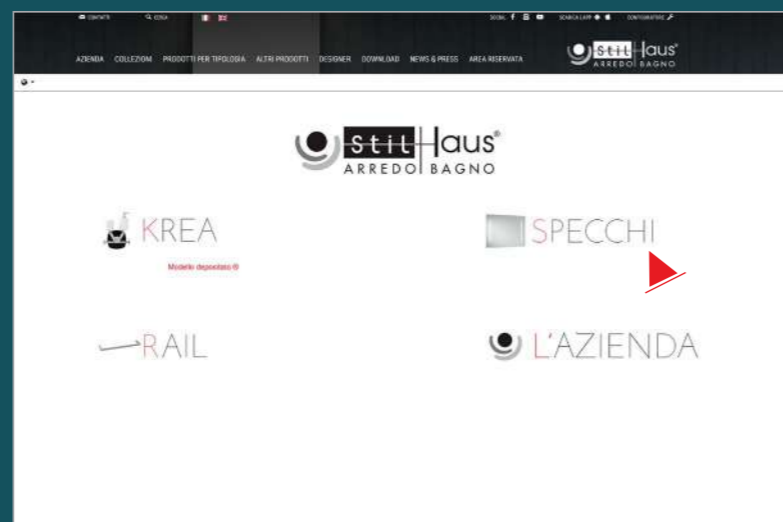 CONTATTI CERCA SOCIAL SCARICA L'APP CONFIGURATORE
AZIENDA COLLEZIONI PRODOTTI PER TIPOLOGIA ALTRI PRODOTTI DESIGNER DOWNLOAD NEWS & PRESS AREA RISERVATA
stilHaus®
ARREDO BAGNO
stilHaus®
ARREDO BAGNO
KREA
SPECCHI
Modello depositato ®
RAIL
L'AZIENDA